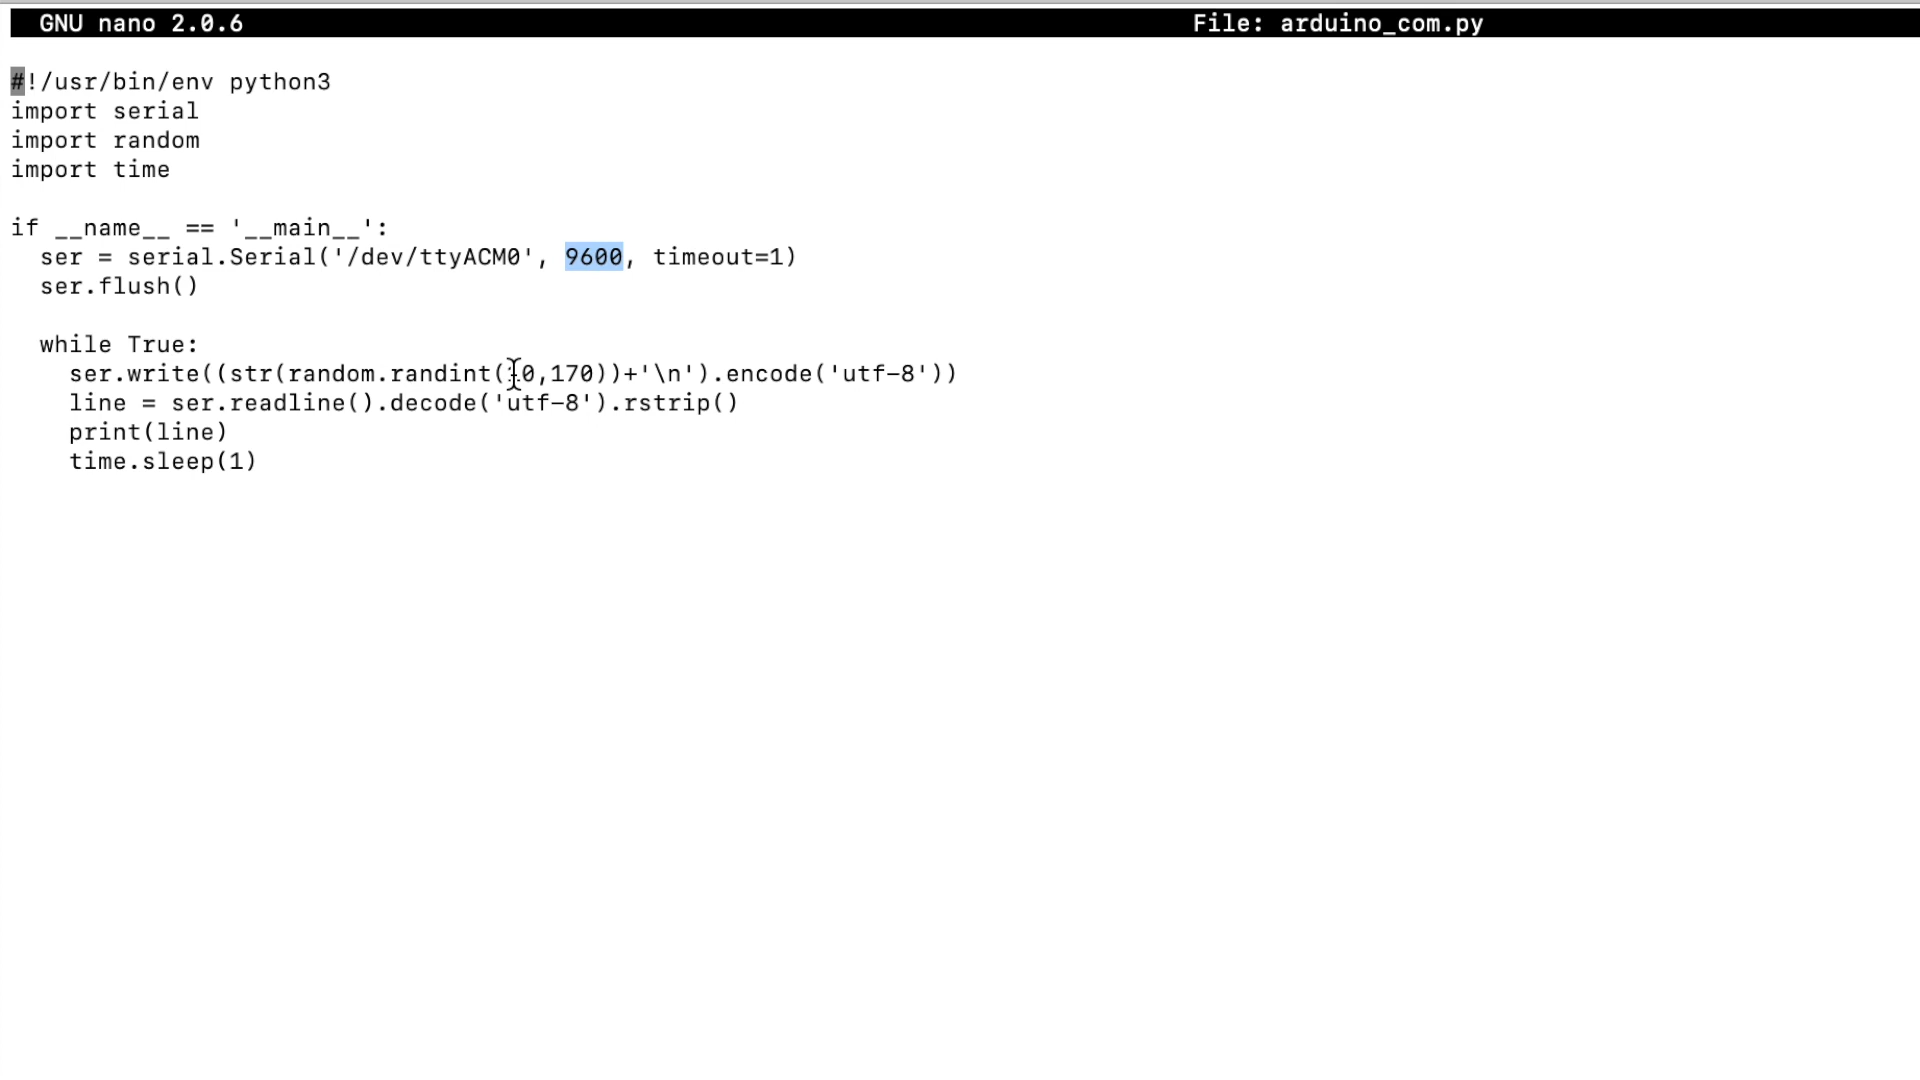 GNU nano 2.0.6 File: arduino_com.py
#!/usr/bin/env python3
import serial
import random
import time
if __name__ == '__main__':
ser = serial.Serial('/dev/ttyACM0', 9600, timeout=1)
ser.flush()
while True:
ser.write((str(random.randint(10,170))+'\n').encode('utf-8'))
line = ser.readline().decode('utf-8').rstrip()
print(line)
time.sleep(1)